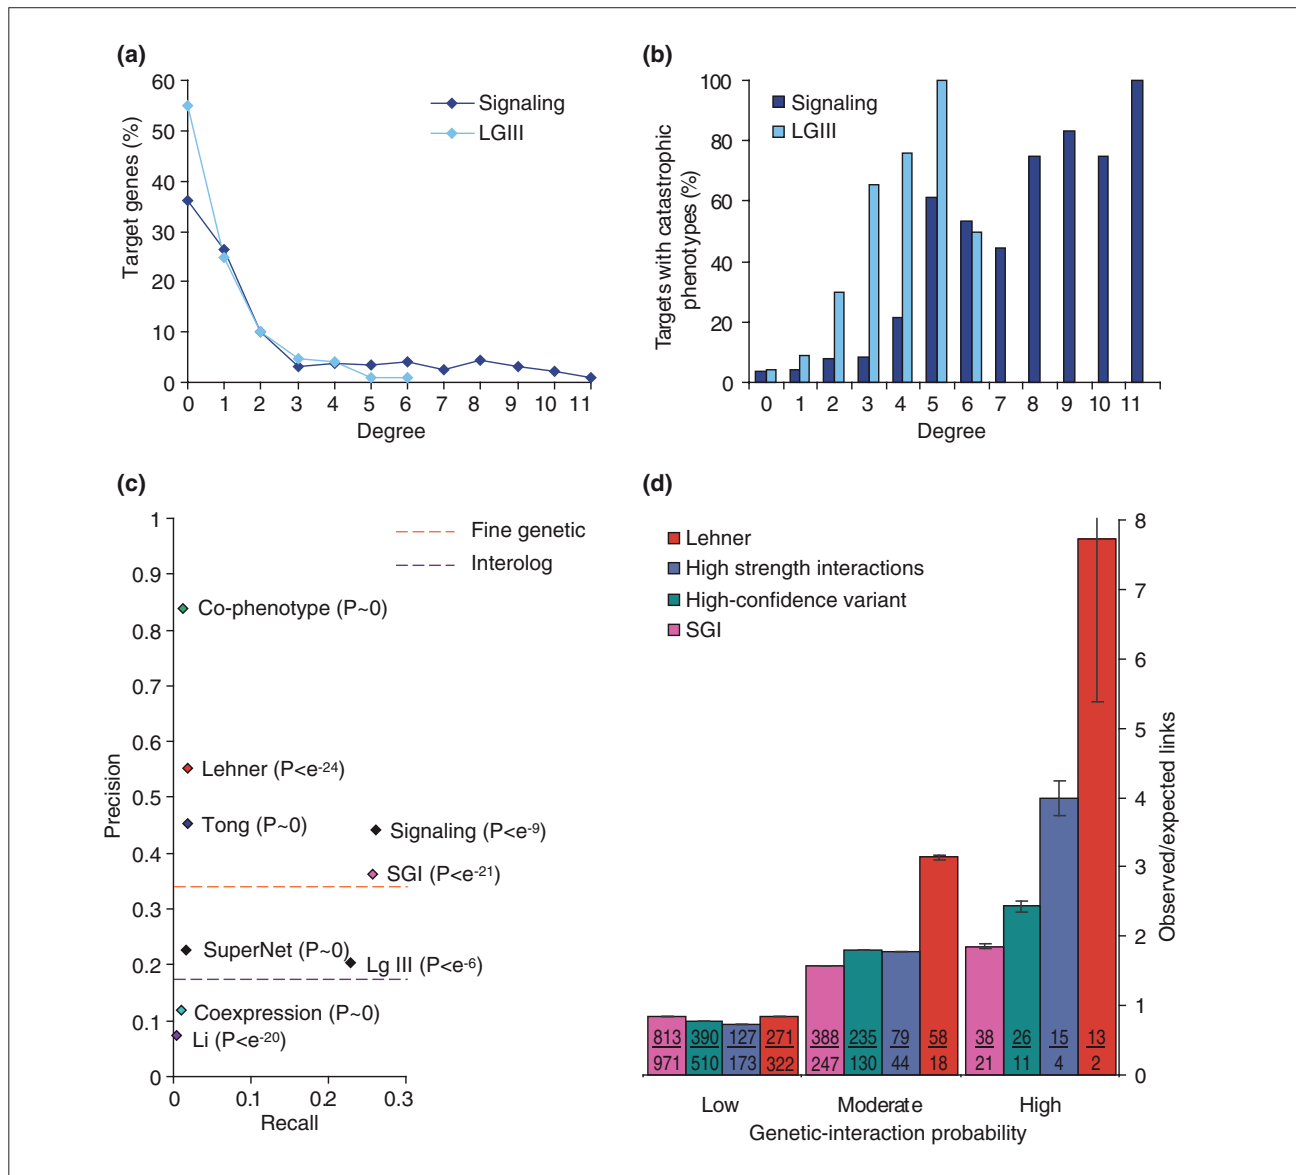 (a)
60
50
40
30
20
10
0
Target genes (%)
Signaling
LGIII
0 1 2 3 4 5 6 7 8 9 10 11
Degree
(b)
100
80
60
40
20
0
Targets with catastrophic
phenotypes (%)
Signaling
LGIII
0 1 2 3 4 5 6 7 8 9 10 11
Degree
(c)
1
0.9
0.8
0.7
0.6
0.5
0.4
0.3
0.2
0.1
0
Precision
Fine genetic
Interolog
Co-phenotype (P~0)
Lehner (P<e-24)
Tong (P~0)
Signaling (P<e-9)
SGI (P<e-21)
SuperNet (P~0)
Lg III (P<e-6)
Coexpression (P~0)
Li (P<e-20)
0 0.1 0.2 0.3
Recall
(d)
Lehner
High strength interactions
High-confidence variant
SGI
8
7
6
5
4
3
2
1
0
Observed/expected links
813 390 127 271 388 235 79 58 38 26 15 13
971 510 173 322 247 130 44 18 21 11 4 2
Low Moderate High
Genetic-interaction probability